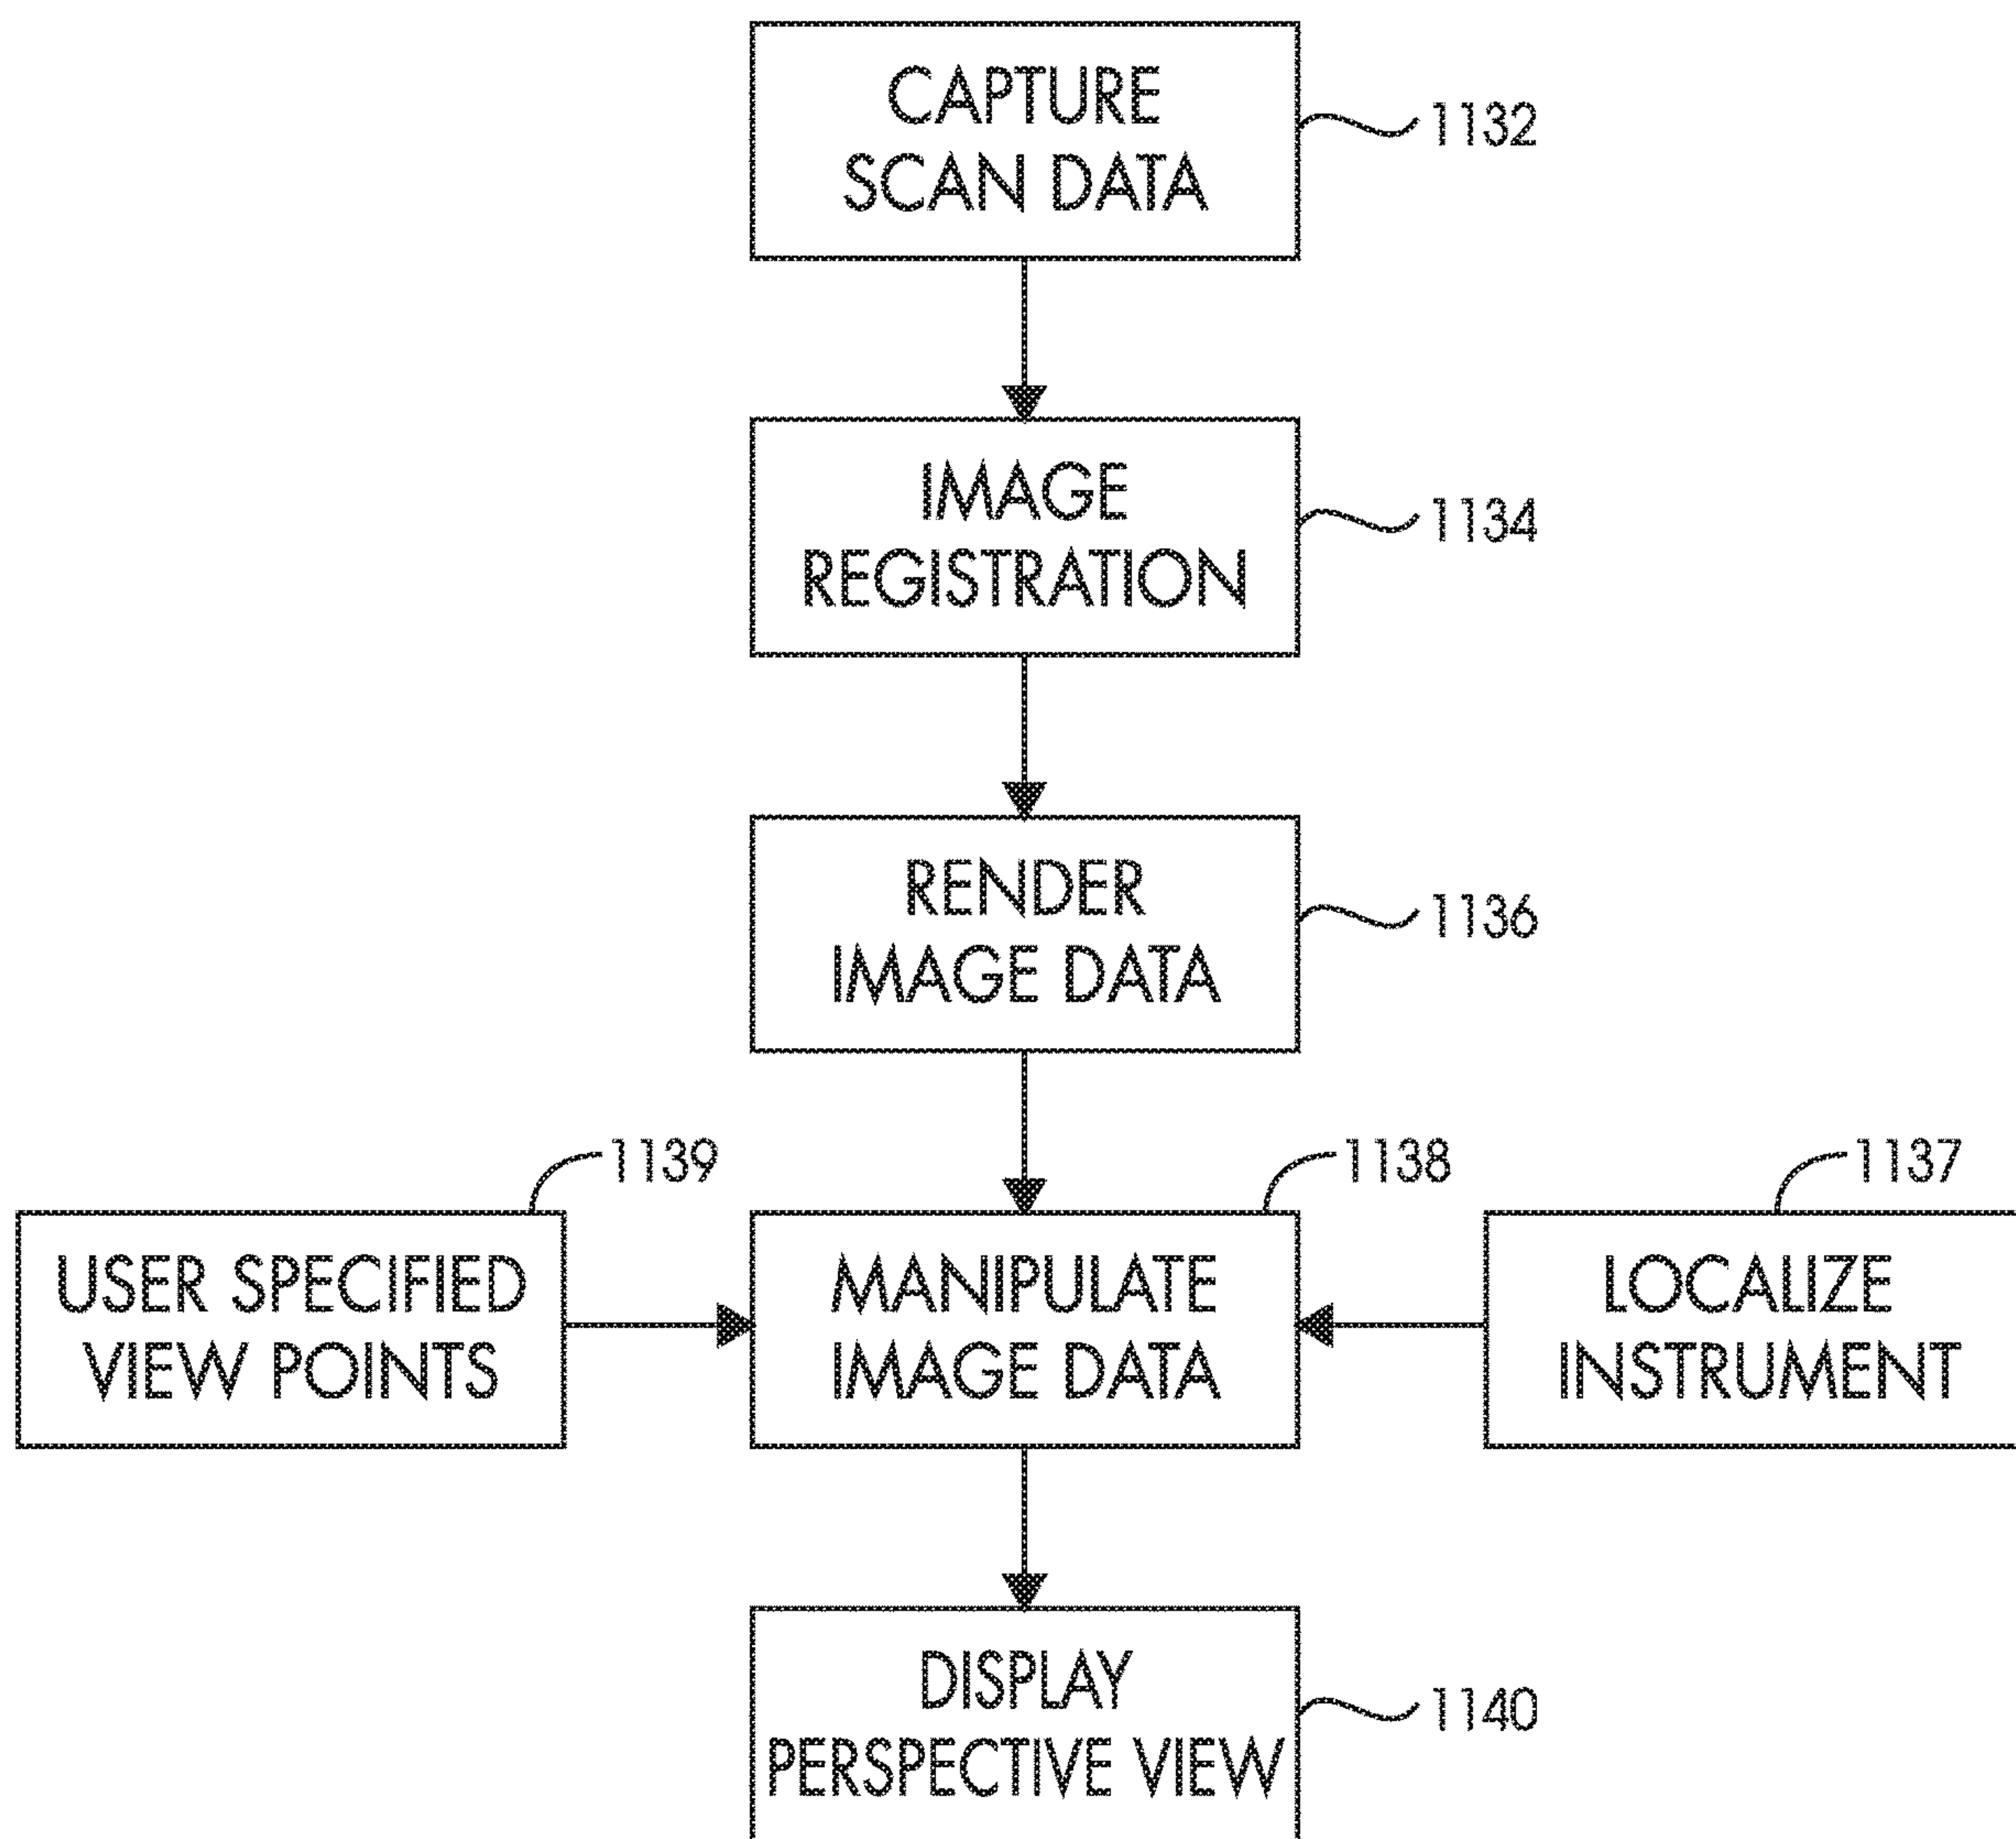 CAPTURE
SCAN DATA
1132
IMAGE
REGISTRATION
1134
RENDER
IMAGE DATA
1136
1139
1138
1137
USER SPECIFIED
VIEW POINTS
MANIPULATE
IMAGE DATA
LOCALIZE
INSTRUMENT
DISPLAY
PERSPECTIVE VIEW
1140